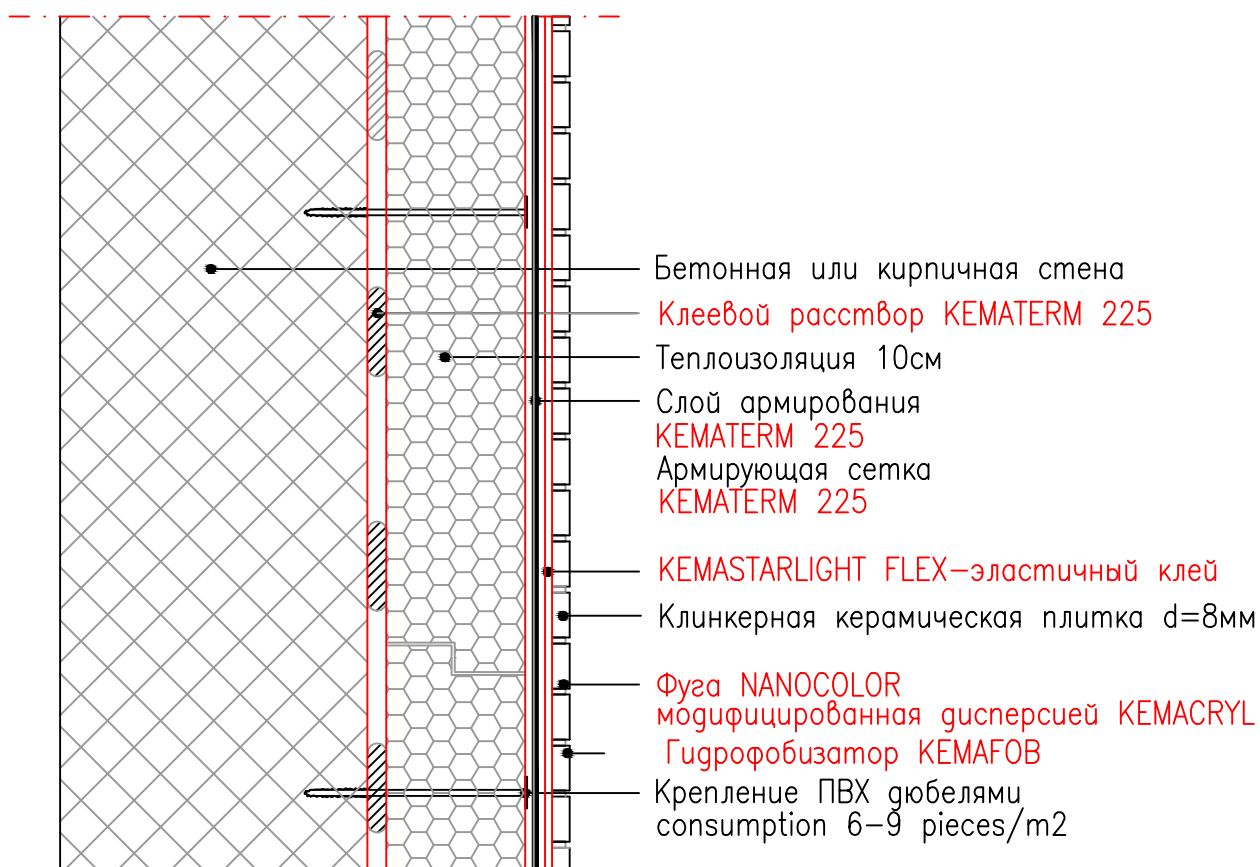 Бетонная или кирпичная стена
Клеевой расствор KEMATERM 225
Теплоизоляция 10см
Слой армирования
KEMATERM 225
Армирующая сетка
KEMATERM 225
KEMASTARLIGHT FLEX-эластичный клей
Клинкерная керамическая плитка d=8мм
Фуга NANOCOLOR
модифицированная дисперсией KEMACRYL
Гидрофобизатор KEMAFOB
Крепление ПВХ дюбелями
consumption 6-9 pieces/m2